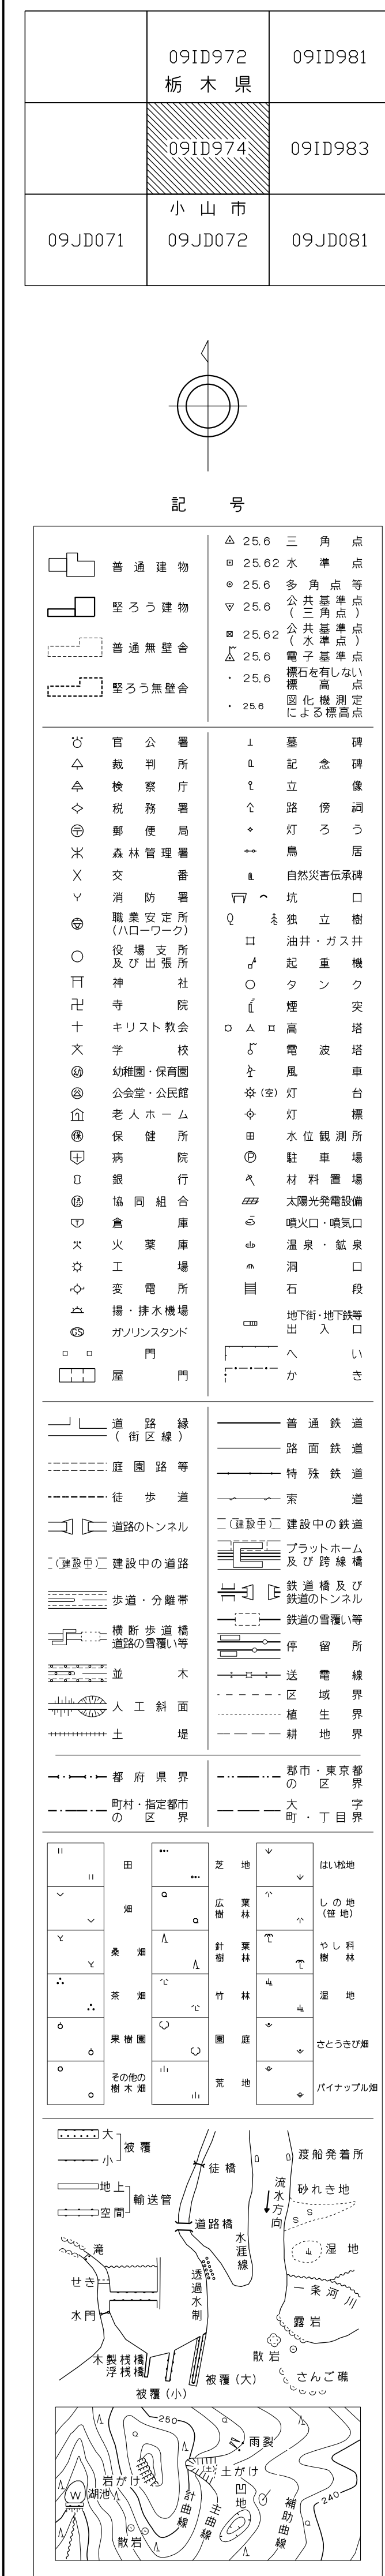 09ID972
09ID981
栃木県
09ID974
09ID983
小山市
09JD071
09JD072
09JD081
記号
普通建物
堅ろう建物
普通無壁舎
堅ろう無壁舎
25.6 三角点
25.62 水準点
25.6 多角点等
25.6 公共基準点
(三角点)
25.62 公共基準点
(水準点)
25.6 電子基準点
25.6 標石を有しない
標高点
25.6 図化機測定
による標高点
官公署
裁判所
検察庁
税務署
郵便局
森林管理署
交番
消防署
職業安定所
(ハローワーク)
役場支所
及び出張所
神社
寺院
キリスト教会
学校
幼 幼稚園・保育園
公 公会堂・公民館
老人ホーム
保 保健所
病院
銀行
協 協同組合
倉庫
火薬庫
工場
変電所
揚・排水機場
GS ガソリンスタンド
門
屋門
墓碑
記念碑
立像
路傍祠
灯ろう
鳥居
自然災害伝承碑
坑口
独立樹
油井・ガス井
起重機
タンク
煙突
高塔
電波塔
風車
(空) 灯台
灯標
水位観測所
P 駐車場
材料置場
太陽光発電設備
噴火口・噴気口
温泉・鉱泉
洞口
石段
地下街・地下鉄等
出入口
へい
かき
道路縁
(街区線)
庭園路等
徒歩道
道路のトンネル
(建設中) 建設中の道路
歩道・分離帯
横断歩道橋
道路の雪覆い等
並木
人工斜面
土堤
普通鉄道
路面鉄道
特殊鉄道
索道
(建設中) 建設中の鉄道
プラットホーム
及び跨線橋
鉄道橋及び
鉄道のトンネル
鉄道の雪覆い等
停留所
送電線
区域界
植生界
耕地界
都府県界
町村・指定都市
の区界
郡市・東京都
の区界
大字
町・丁目界
田
畑
桑畑
茶畑
果樹園
その他の
樹木畑
芝地
広葉
樹林
針葉
樹林
竹林
園庭
荒地
はい松地
しの地
(笹地)
やし科
樹林
湿地
さとうきび畑
パイナップル畑
大
小
被覆
地上
空間
輸送管
徒橋
道路橋
水涯線
流水方向
渡船発着所
砂れき地
S
S
湿地
一条河川
露岩
散岩
さんご礁
滝
せき
水門
透過水制
木製桟橋
浮桟橋
被覆(小)
被覆(大)
250
雨裂
岩がけ
(土)
土がけ
W
湖池
計曲線
主曲線
凹地
補助曲線
240
散岩